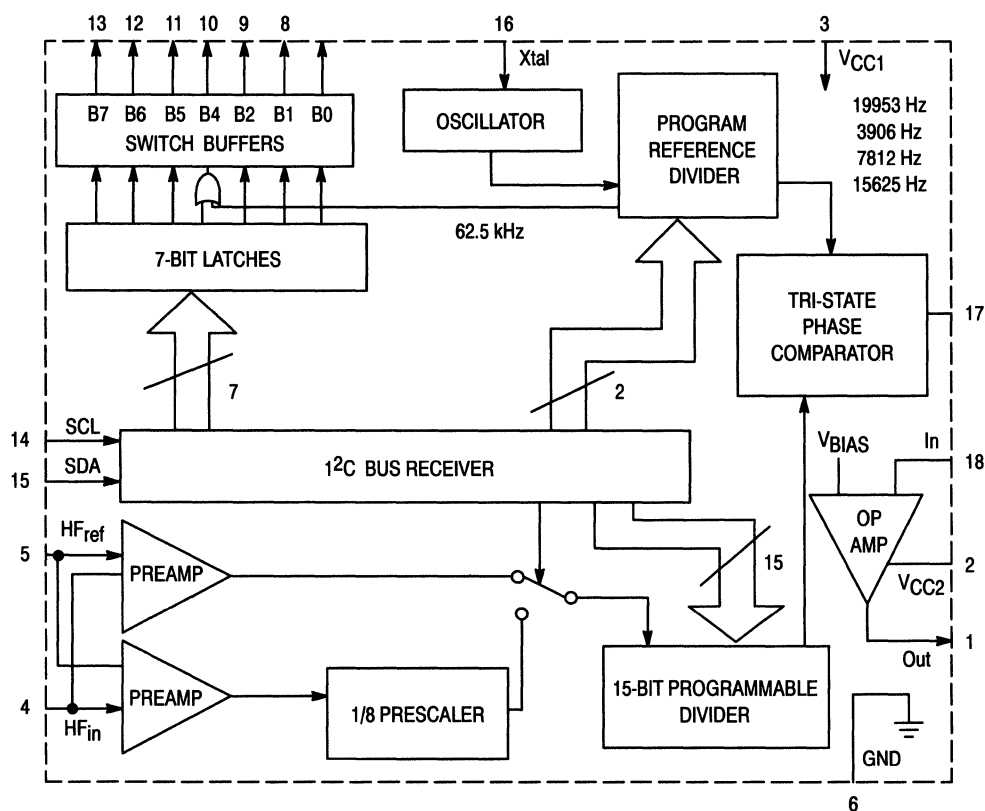 13 12 11 10 9 8 16 3
Xtal
VCC1
B7 B6 B5 B4 B2 B1 B0
SWITCH BUFFERS
OSCILLATOR
PROGRAM
REFERENCE
DIVIDER
19953 Hz
3906 Hz
7812 Hz
15625 Hz
62.5 kHz
7-BIT LATCHES
TRI-STATE
PHASE
COMPARATOR
17
7
2
14 SCL
15 SDA
1²C BUS RECEIVER
VBIAS
In
18
OP
AMP
2
VCC2
1
Out
5
HFref
PREAMP
15
4
HFin
PREAMP
1/8 PRESCALER
15-BIT PROGRAMMABLE
DIVIDER
GND
6